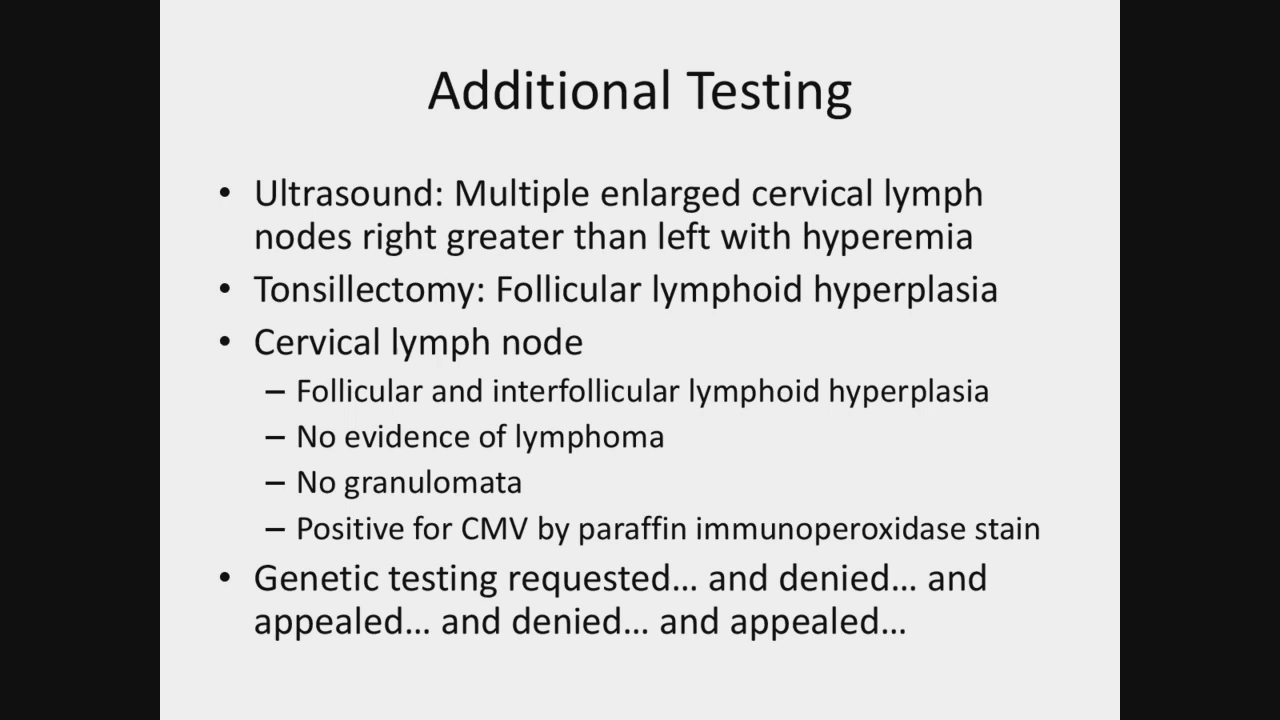 Additional Testing
• Ultrasound: Multiple enlarged cervical lymph
nodes right greater than left with hyperemia
• Tonsillectomy: Follicular lymphoid hyperplasia
• Cervical lymph node
– Follicular and interfollicular lymphoid hyperplasia
– No evidence of lymphoma
– No granulomata
– Positive for CMV by paraffin immunoperoxidase stain
• Genetic testing requested… and denied… and
appealed… and denied… and appealed…